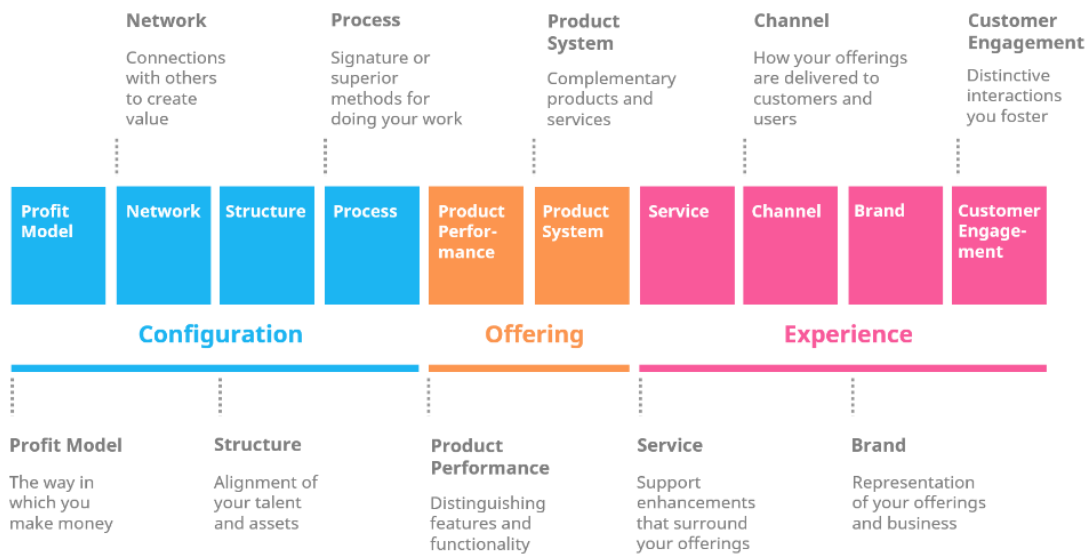 Network
Connections
with others
to create
value
Process
Signature or
superior
methods for
doing your work
Product
System
Complementary
products and
services
Channel
How your offerings
are delivered to
customers and
users
Customer
Engagement
Distinctive
interactions
you foster
Profit
Model
Network
Structure
Process
Product
Perfor-
mance
Product
System
Service
Channel
Brand
Customer
Engage-
ment
Configuration
Offering
Experience
Profit Model
The way in
which you
make money
Structure
Alignment of
your talent
and assets
Product
Performance
Distinguishing
features and
functionality
Service
Support
enhancements
that surround
your offerings
Brand
Representation
of your offerings
and business